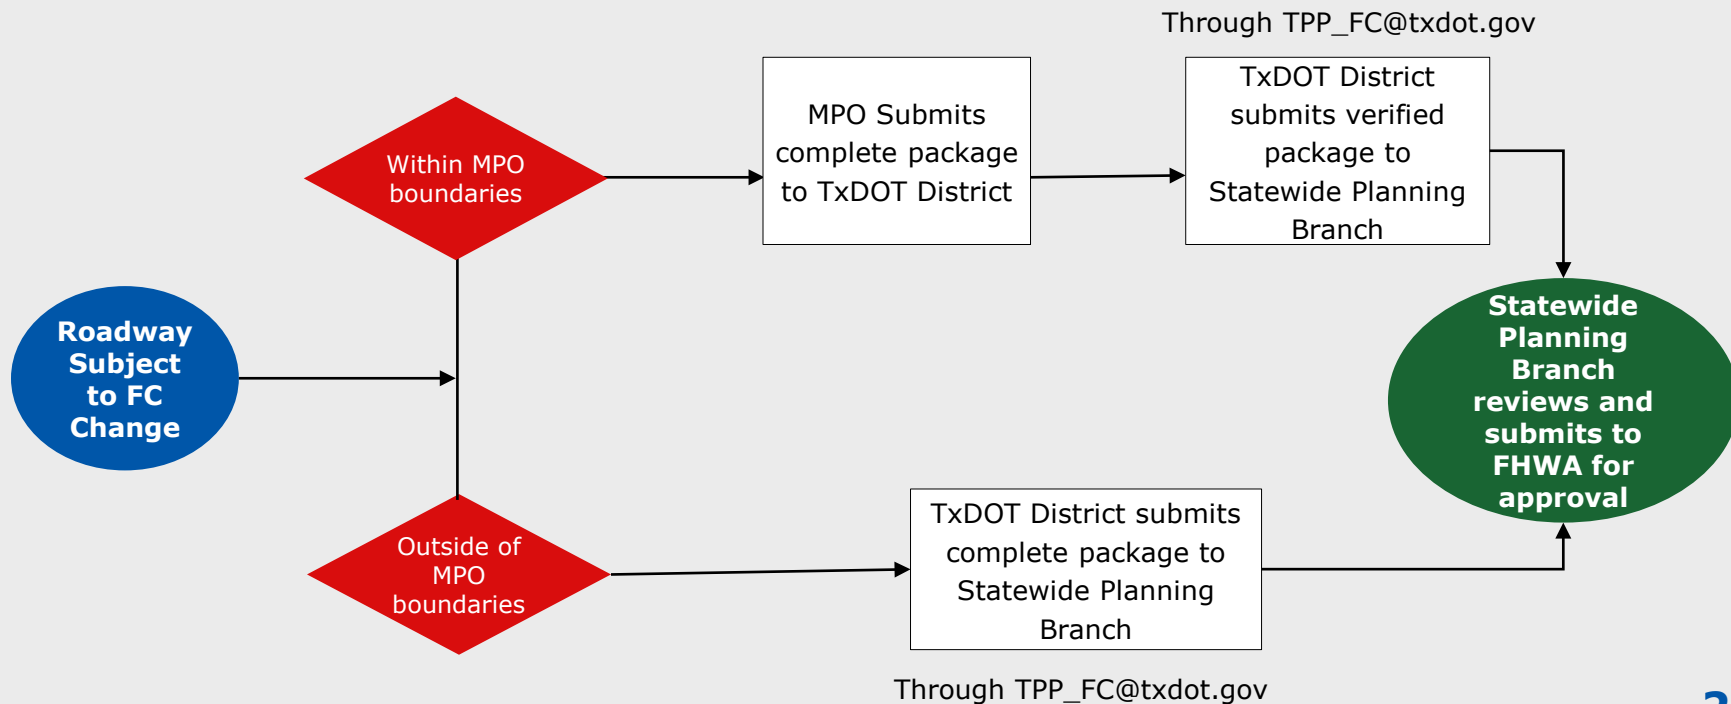 Through TPP_FC@txdot.gov
Within MPO
boundaries
MPO Submits
complete package
to TxDOT District
TxDOT District
submits verified
package to
Statewide Planning
Branch
Roadway
Subject
to FC
Change
Statewide
Planning
Branch
reviews and
submits to
FHWA for
approval
Outside of
MPO
boundaries
TxDOT District submits
complete package to
Statewide Planning
Branch
Through TPP_FC@txdot.gov